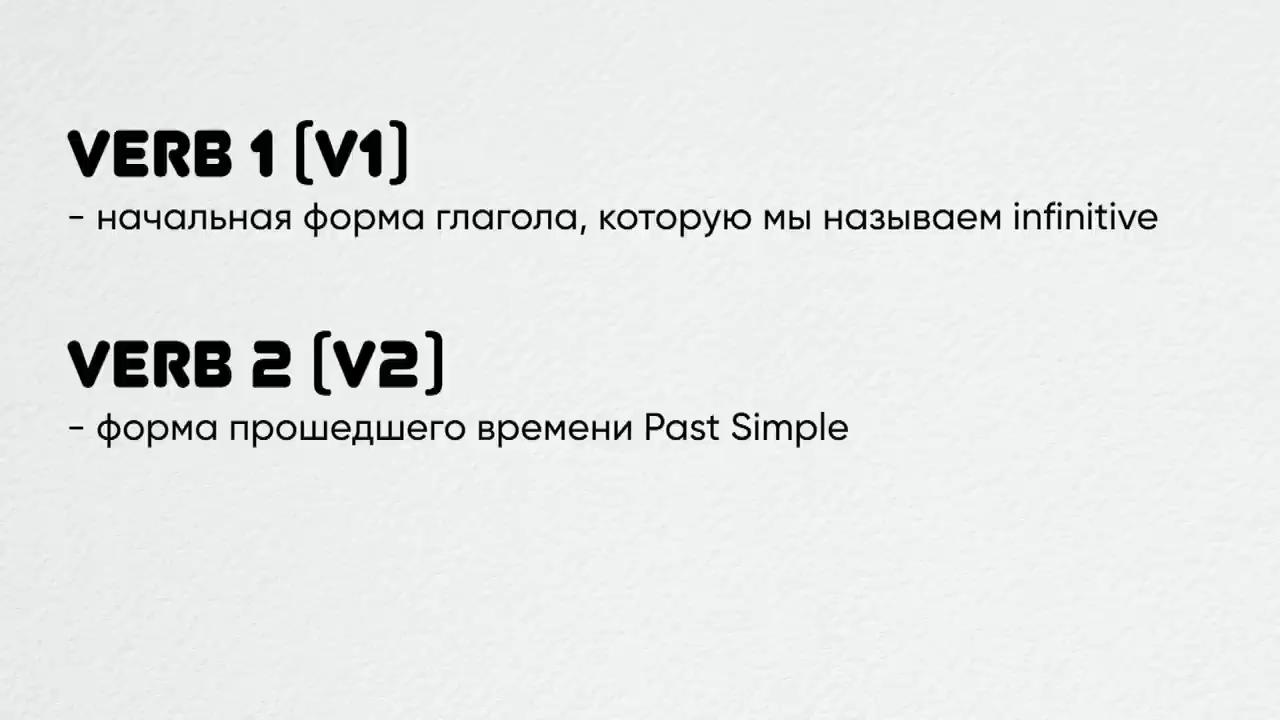 VERB 1 (V1)
- начальная форма глагола, которую мы называем infinitive
VERB 2 (V2)
- форма прошедшего времени Past Simple